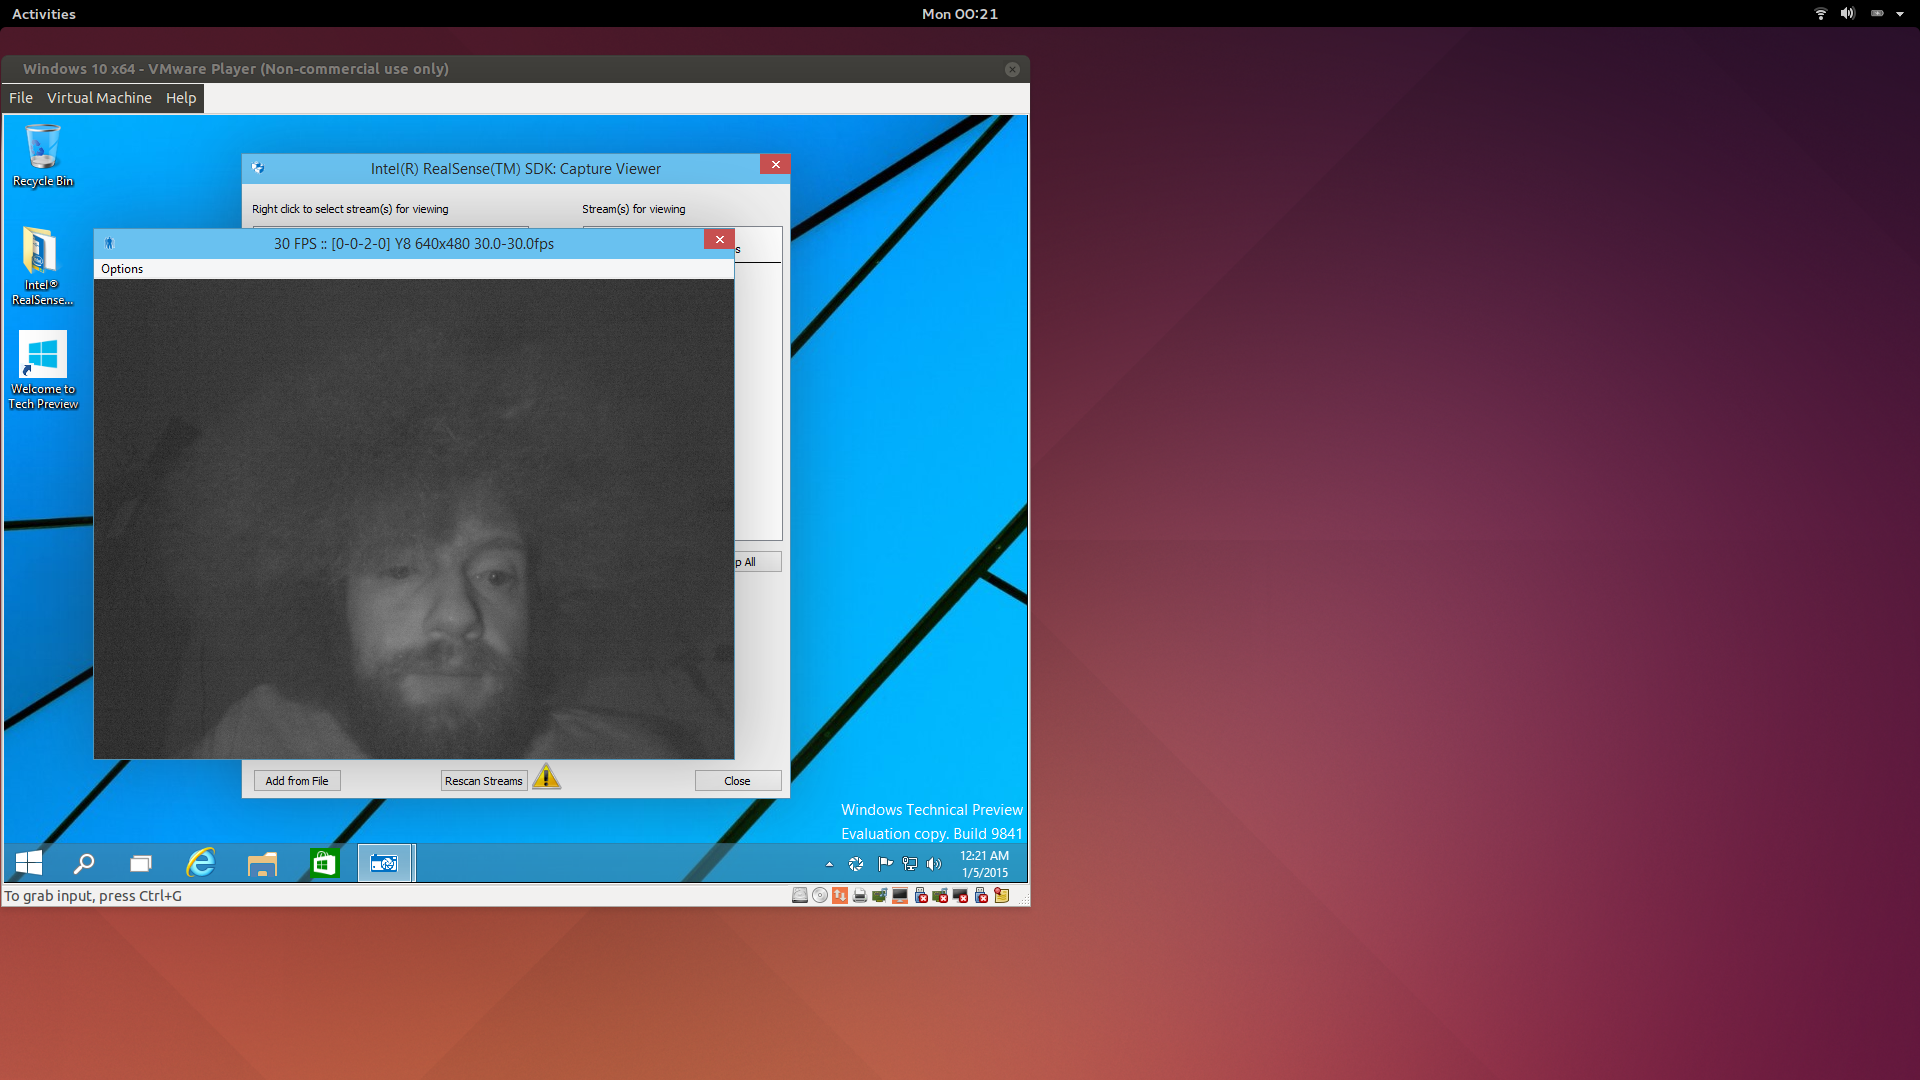 Activities
Mon 00:21
Windows 10 x64 - VMware Player (Non-commercial use only)
File Virtual Machine Help
Recycle Bin
Intel(R) RealSense(TM) SDK: Capture Viewer
Right click to select stream(s) for viewing
Stream(s) for viewing
30 FPS :: [0-0-2-0] Y8 640x480 30.0-30.0fps
s
Options
Intel®
RealSense...
Welcome to
Tech Preview
p All
Add from File
Rescan Streams
Close
Windows Technical Preview
Evaluation copy. Build 9841
12:21 AM
1/5/2015
To grab input, press Ctrl+G